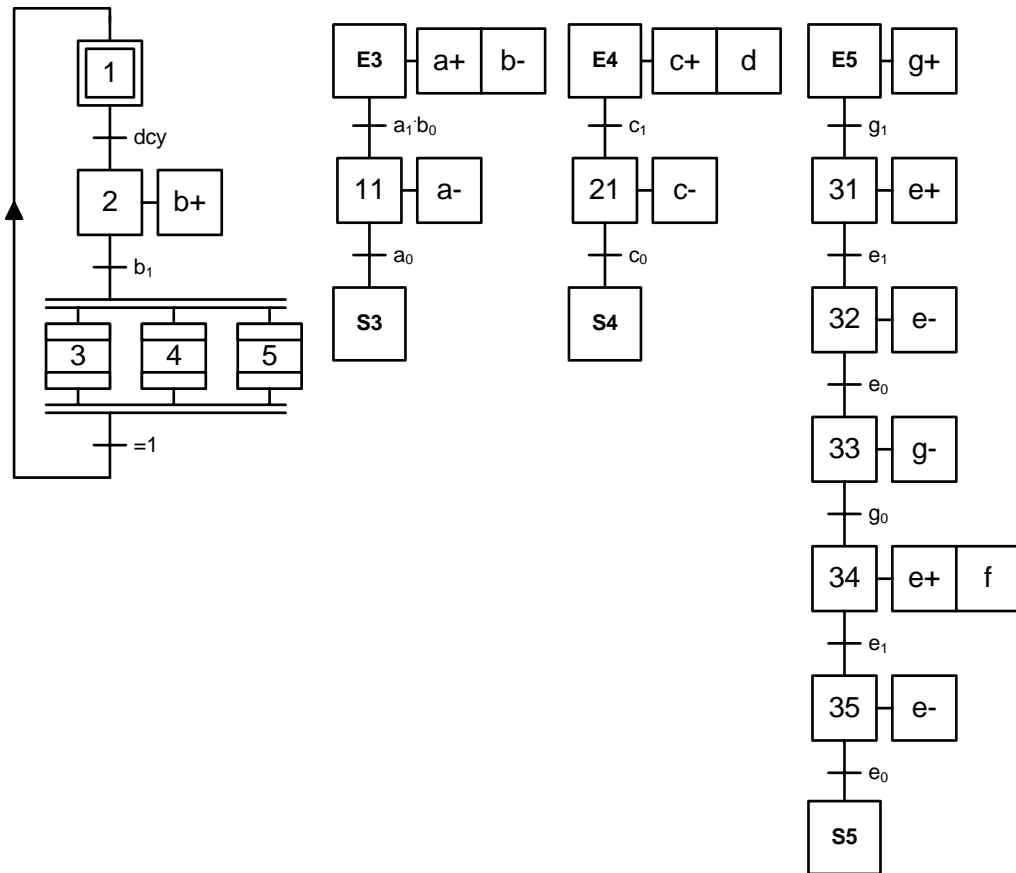 1
dcy
2 b+
b₁
3 4 5
=1
E3 a+ b-
a₁·b₀
11 a-
a₀
S3
E4 c+ d
c₁
21 c-
c₀
S4
E5 g+
g₁
31 e+
e₁
32 e-
e₀
33 g-
g₀
34 e+ f
e₁
35 e-
e₀
S5